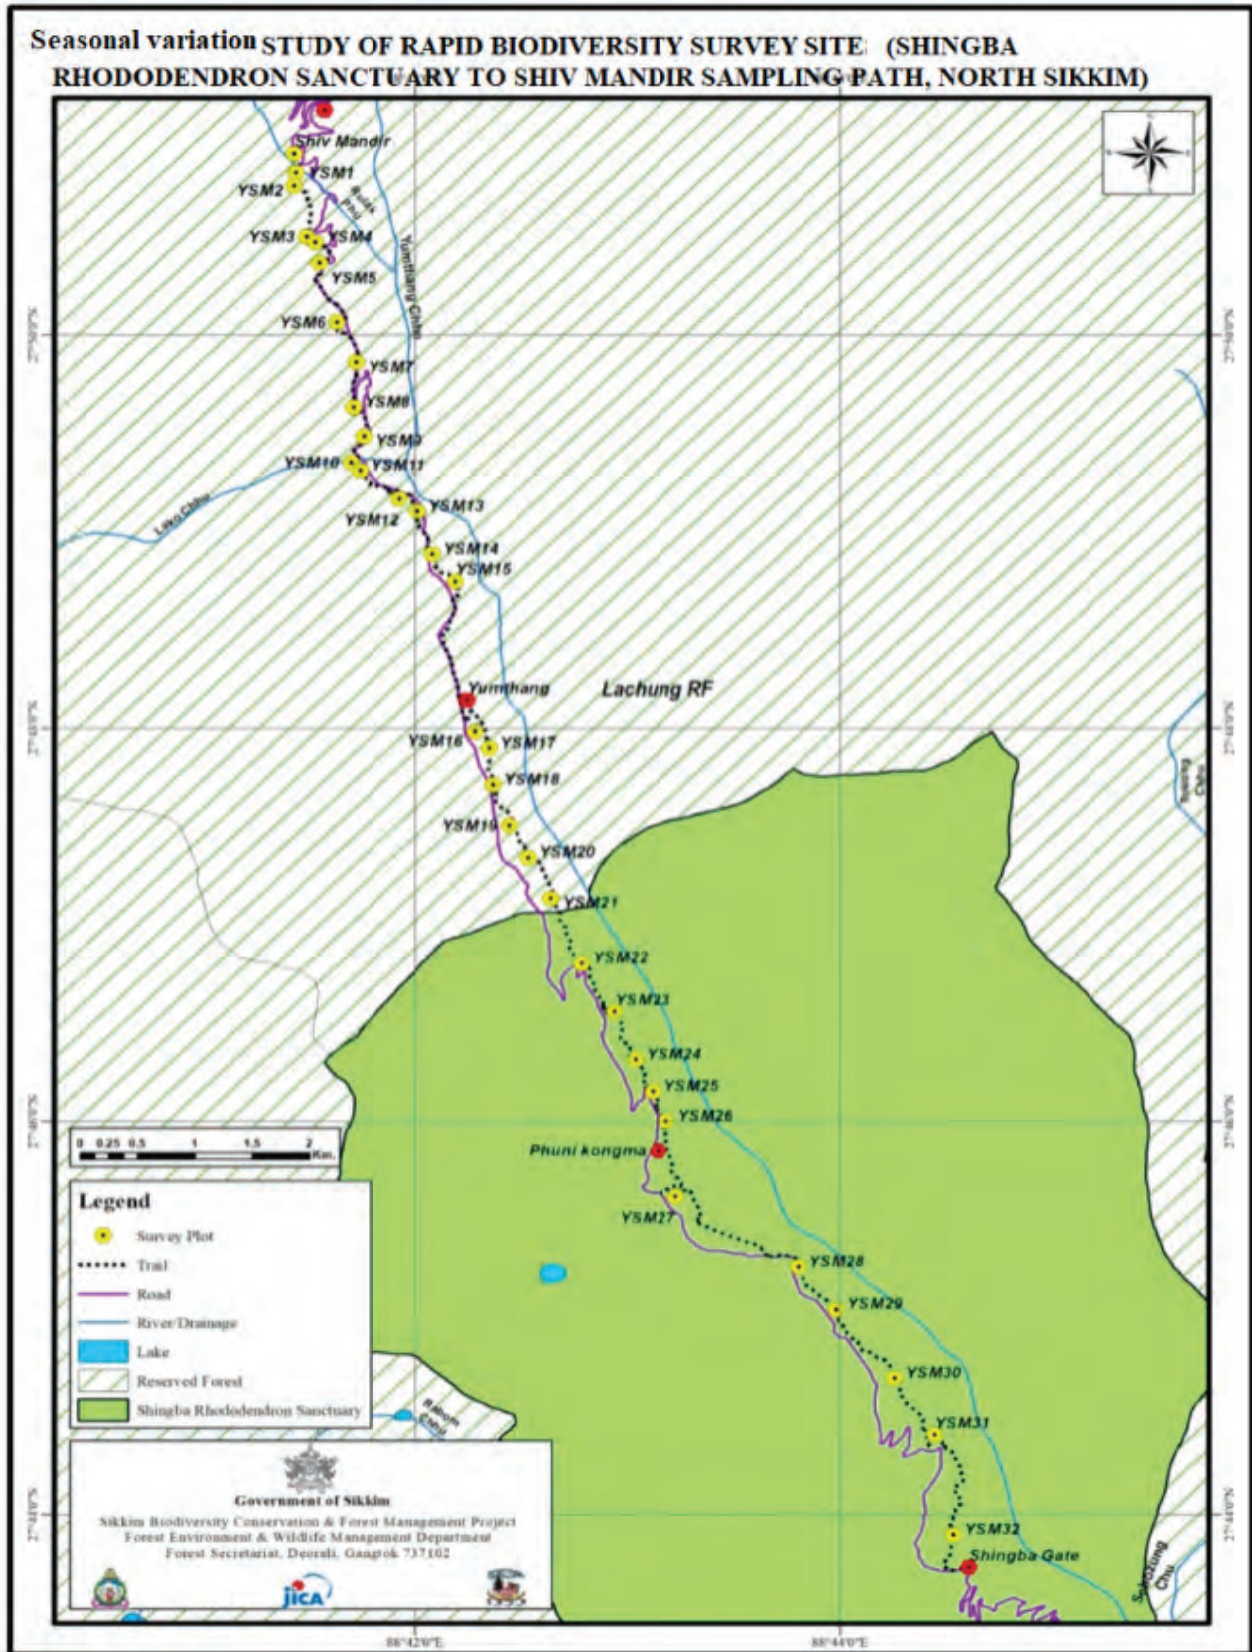 Seasonal variation STUDY OF RAPID BIODIVERSITY SURVEY SITE (SHINGBA
RHODODENDRON SANCTUARY TO SHIV MANDIR SAMPLING PATH, NORTH SIKKIM)
Shiv Mandir
YSM1
YSM2
YSM3
YSM4
YSM5
Yumthang Chhu
YSM6
YSM7
YSM8
YSM9
YSM10
YSM11
Lako Chhu
YSM12
YSM13
YSM14
YSM15
Yumthang
Lachung RF
YSM16
YSM17
YSM18
YSM19
YSM20
YSM21
YSM22
YSM23
YSM24
YSM25
YSM26
Phuni kongma
YSM27
YSM28
YSM29
YSM30
YSM31
YSM32
Shingba Gate
0 0.25 0.5 1 1.5 2
Km.
Legend
Survey Plot
Trail
Road
River/Drainage
Lake
Reserved Forest
Shingba Rhododendron Sanctuary
Rabom
Chhu
Government of Sikkim
Sikkim Biodiversity Conservation & Forest Management Project
Forest Environment & Wildlife Management Department
Forest Secretariat, Deorali, Gangtok 737102
jICA
88°42'0"E
88°44'0"E